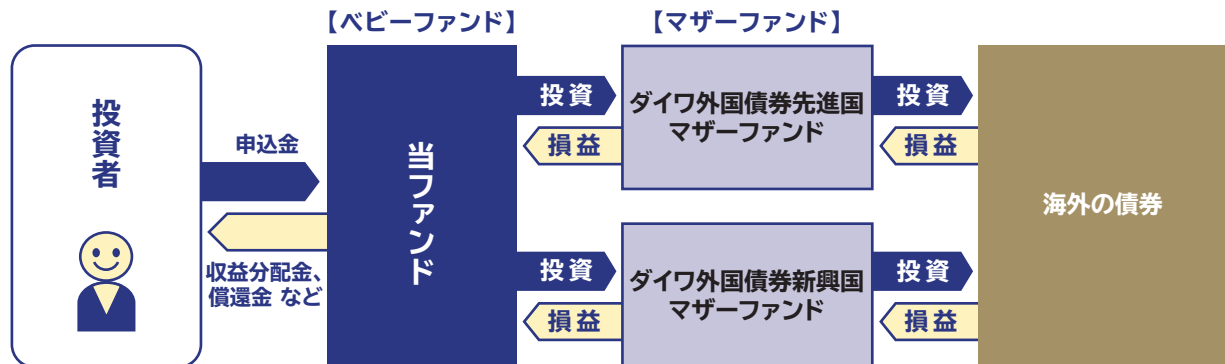 【ベビーファンド】
【マザーファンド】
投資者
申込金
収益分配金、
償還金 など
当ファンド
投資
損益
ダイワ外国債券先進国
マザーファンド
投資
損益
投資
損益
ダイワ外国債券新興国
マザーファンド
投資
損益
海外の債券